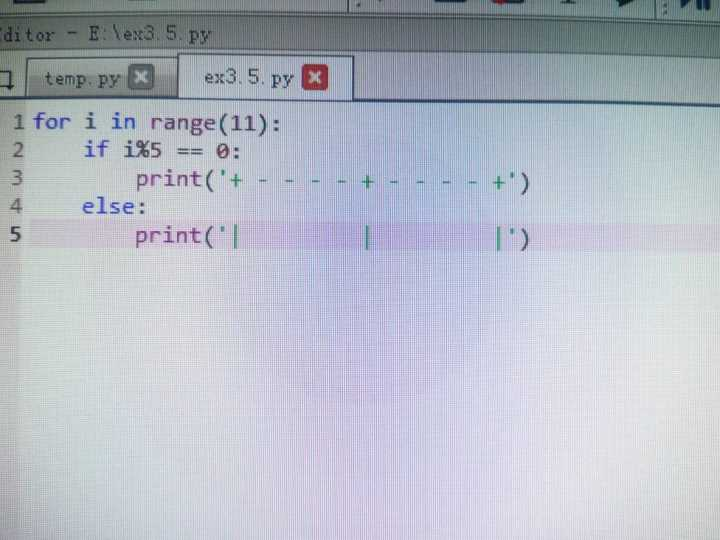 Editor - E:\ex3.5.py
temp.py ex3.5.py
1 for i in range(11):
2     if i%5 == 0:
3         print('+ - - - - + - - - - +')
4     else:
5         print('|         |         |')